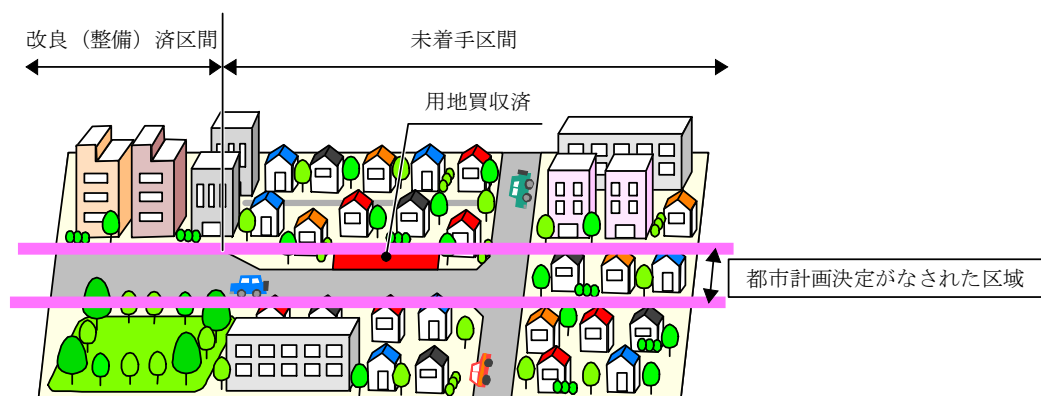 改良（整備）済区間
未着手区間
用地買収済
都市計画決定がなされた区域